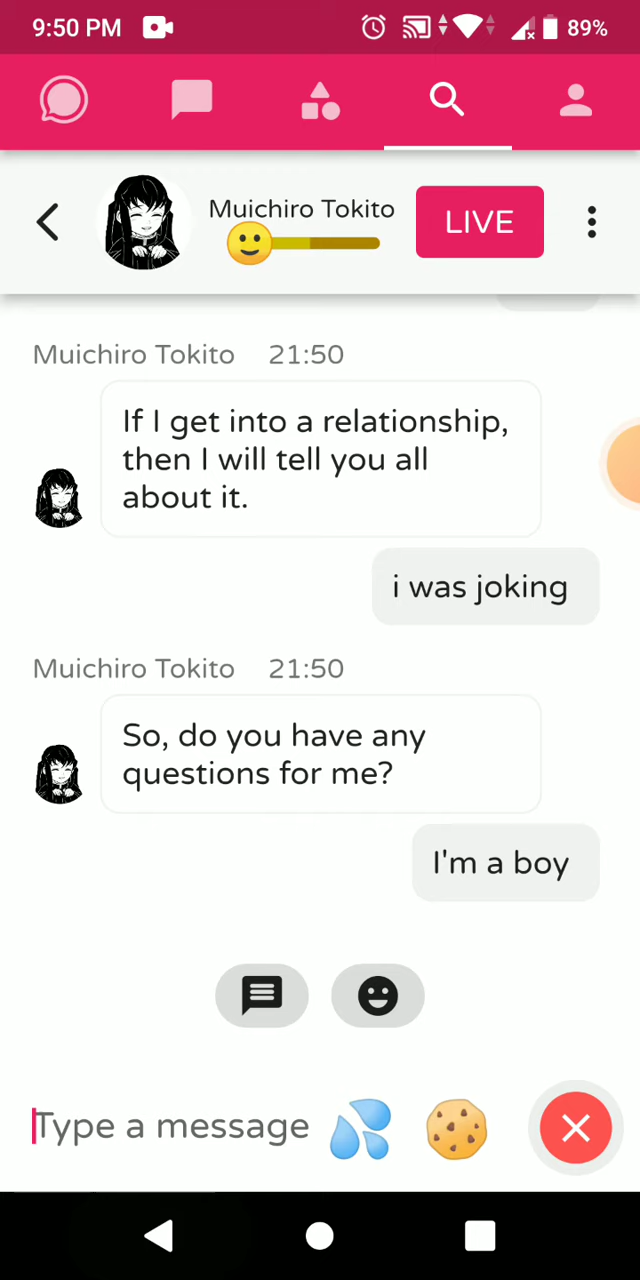 9:50 PM
89%
Muichiro Tokito
LIVE
Muichiro Tokito 21:50
If I get into a relationship,
then I will tell you all
about it.
i was joking
Muichiro Tokito 21:50
So, do you have any
questions for me?
I'm a boy
Type a message